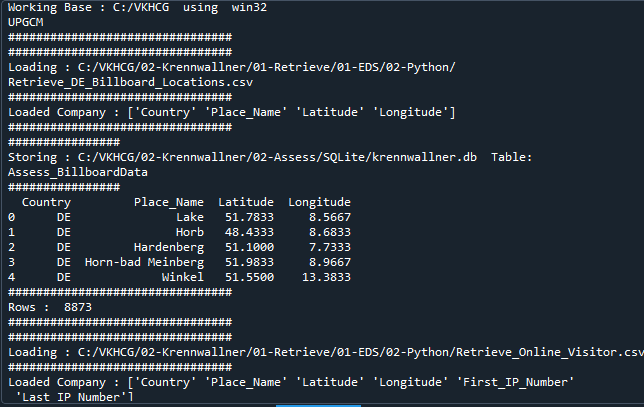 Working Base : C:/VKHCG  using  win32
UPGCM
################################
################################
Loading : C:/VKHCG/02-Krennwallner/01-Retrieve/01-EDS/02-Python/
Retrieve_DE_Billboard_Locations.csv
################################
Loaded Company : ['Country' 'Place_Name' 'Latitude' 'Longitude']
################################
################
Storing : C:/VKHCG/02-Krennwallner/02-Assess/SQLite/krennwallner.db  Table:
Assess_BillboardData
################
  Country        Place_Name  Latitude  Longitude
0      DE              Lake   51.7833     8.5667
1      DE              Horb   48.4333     8.6833
2      DE        Hardenberg   51.1000     7.7333
3      DE  Horn-bad Meinberg   51.9833     8.9667
4      DE            Winkel   51.5500    13.3833
################################
Rows :  8873
################################
################################
Loading : C:/VKHCG/02-Krennwallner/01-Retrieve/01-EDS/02-Python/Retrieve_Online_Visitor.csv
################################
Loaded Company : ['Country' 'Place_Name' 'Latitude' 'Longitude' 'First_IP_Number'
 'Last IP Number']